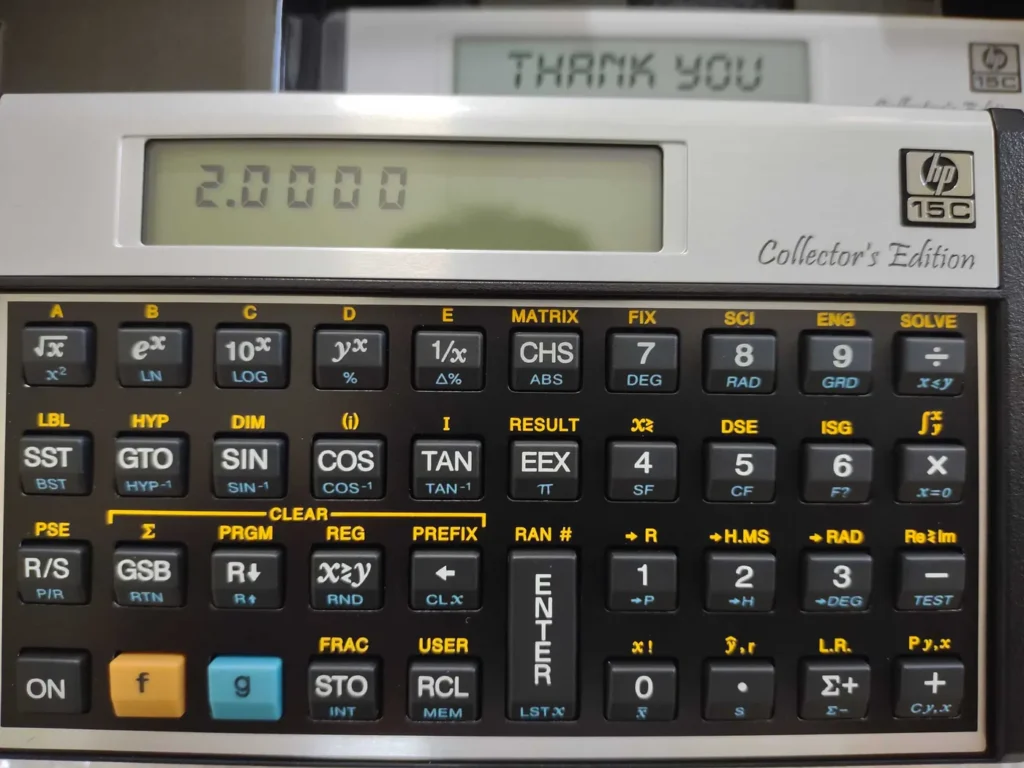 THANK YOU
hp
15C
2.0000
hp
15C
Collector's Edition
A B C D E MATRIX FIX SCI ENG SOLVE
√x eˣ 10ˣ yˣ 1/x CHS 7 8 9 ÷
x² LN LOG % Δ% ABS DEG RAD GRD x≤y
LBL HYP DIM (i) I RESULT x≷ DSE ISG ∫xy
SST GTO SIN COS TAN EEX 4 5 6 ×
BST HYP⁻¹ SIN⁻¹ COS⁻¹ TAN⁻¹ π SF CF F? x=0
CLEAR
PSE Σ PRGM REG PREFIX RAN # →R →H.MS →RAD Re≷Im
R/S GSB R↓ x≷y ← ENTER 1 2 3 −
P/R RTN R↑ RND CLx →P →H →DEG TEST
FRAC USER x! ŷ,r L.R. Py,x
ON f g STO RCL 0 • Σ+ +
INT MEM LSTx x̄ s Σ− Cy,x